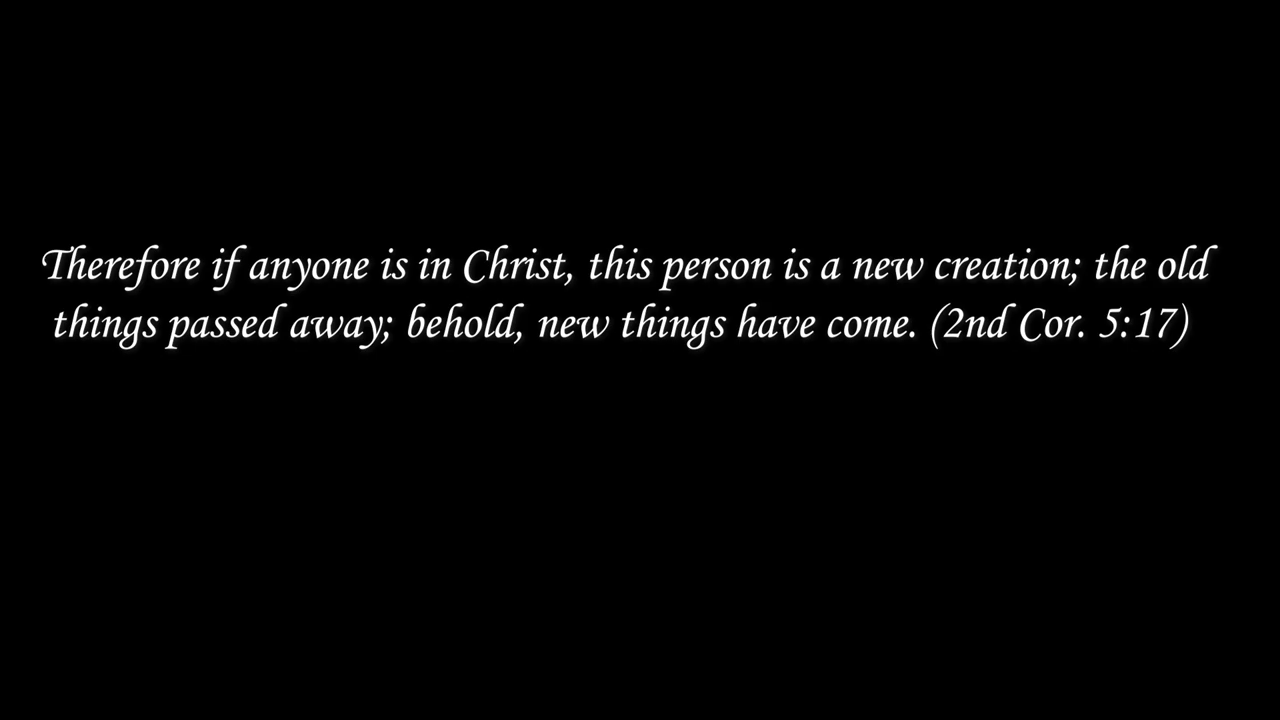 Therefore if anyone is in Christ, this person is a new creation; the old
things passed away; behold, new things have come. (2nd Cor. 5:17)